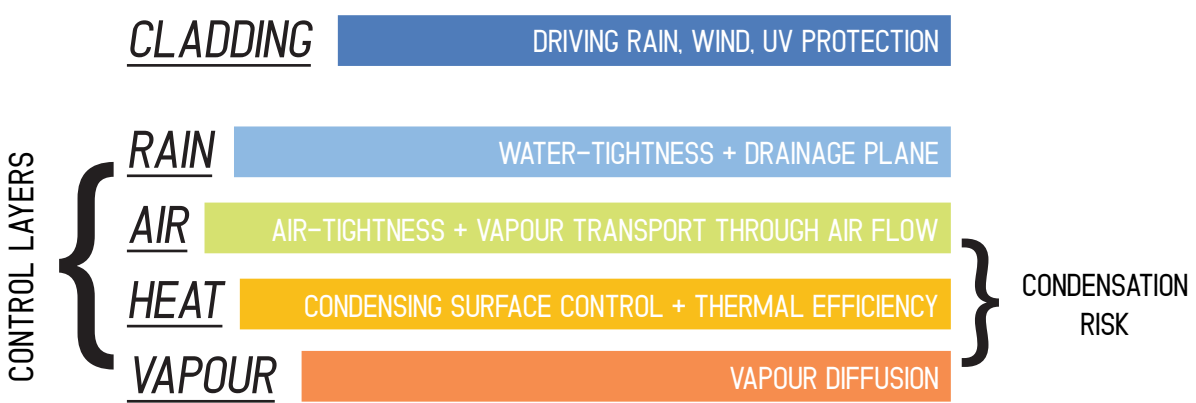 CLADDING
DRIVING RAIN, WIND, UV PROTECTION
CONTROL LAYERS
RAIN
WATER-TIGHTNESS + DRAINAGE PLANE
AIR
AIR-TIGHTNESS + VAPOUR TRANSPORT THROUGH AIR FLOW
HEAT
CONDENSING SURFACE CONTROL + THERMAL EFFICIENCY
VAPOUR
VAPOUR DIFFUSION
CONDENSATION
RISK